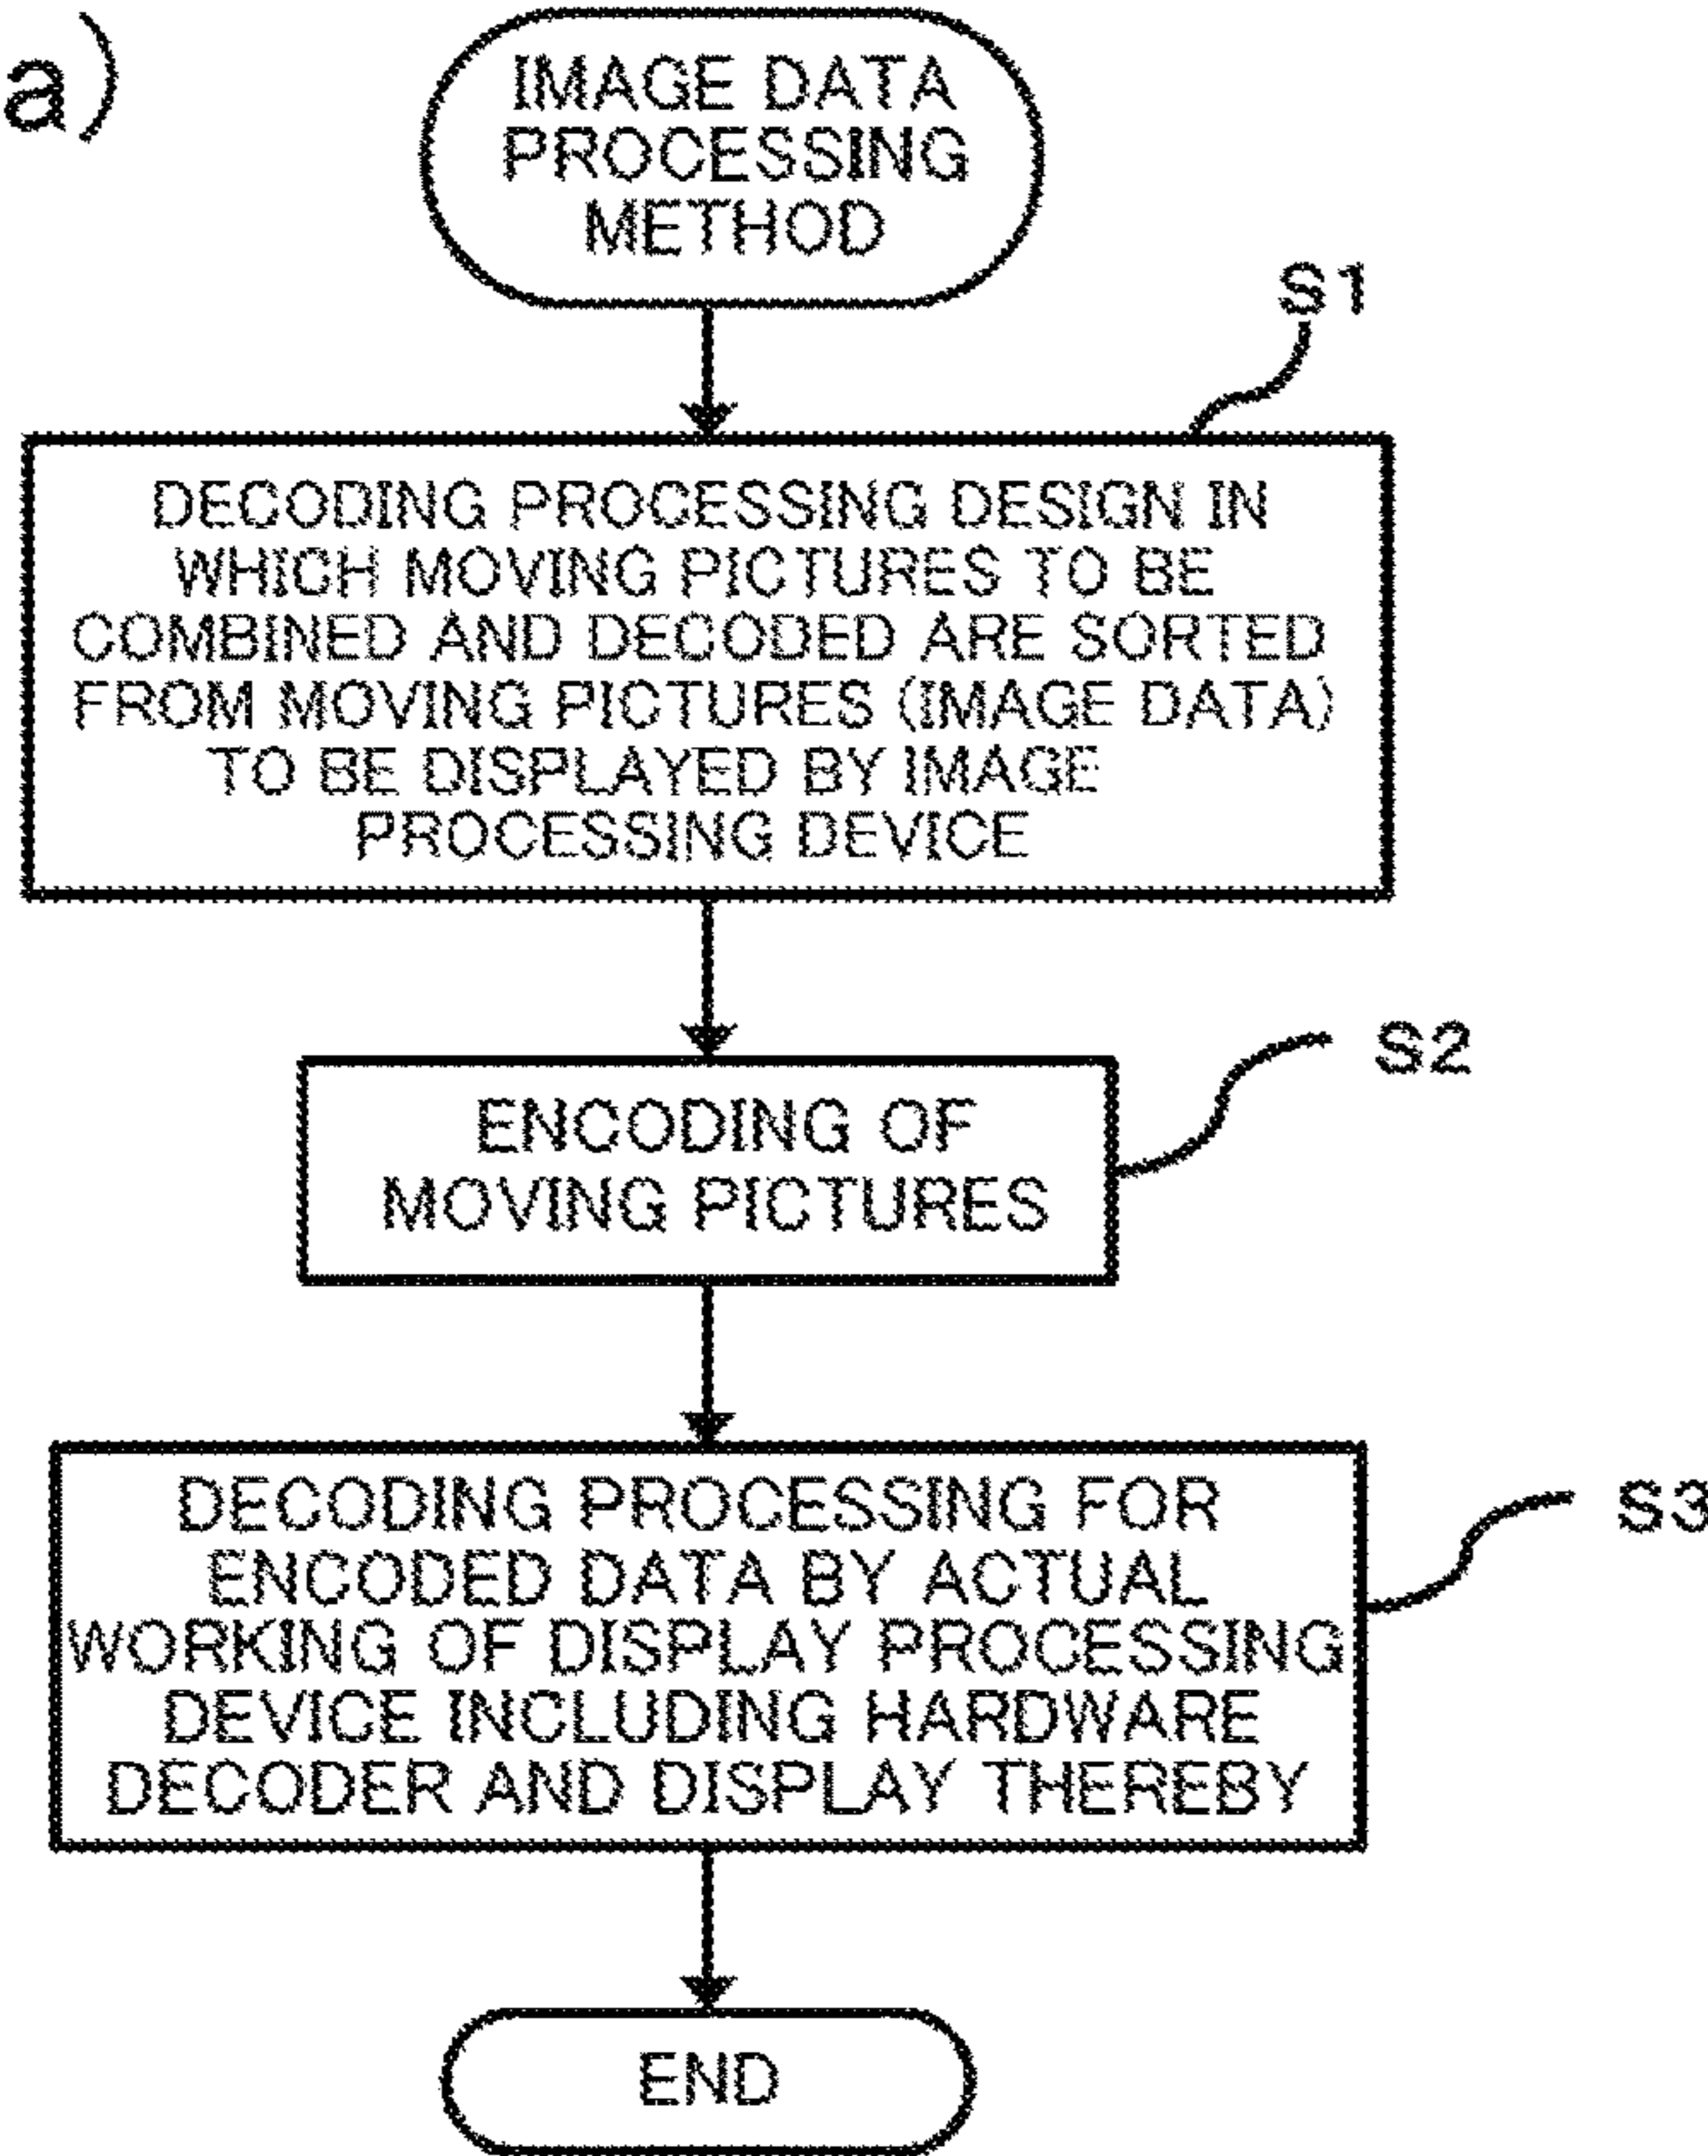 a)
IMAGE DATA
PROCESSING
METHOD
S1
DECODING PROCESSING DESIGN IN
WHICH MOVING PICTURES TO BE
COMBINED AND DECODED ARE SORTED
FROM MOVING PICTURES (IMAGE DATA)
TO BE DISPLAYED BY IMAGE
PROCESSING DEVICE
S2
ENCODING OF
MOVING PICTURES
S3
DECODING PROCESSING FOR
ENCODED DATA BY ACTUAL
WORKING OF DISPLAY PROCESSING
DEVICE INCLUDING HARDWARE
DECODER AND DISPLAY THEREBY
END